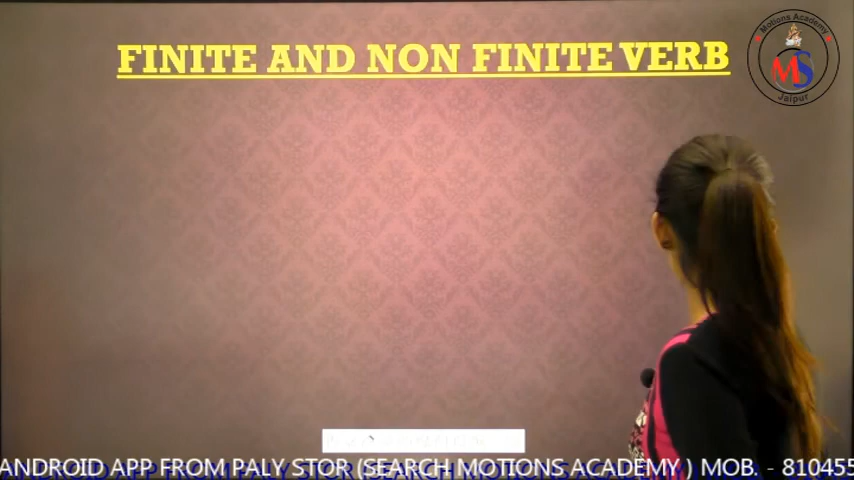 FINITE AND NON FINITE VERB
Motions Academy
MS
Jaipur
ANDROID APP FROM PALY STOR (SEARCH MOTIONS ACADEMY ) MOB. - 810455